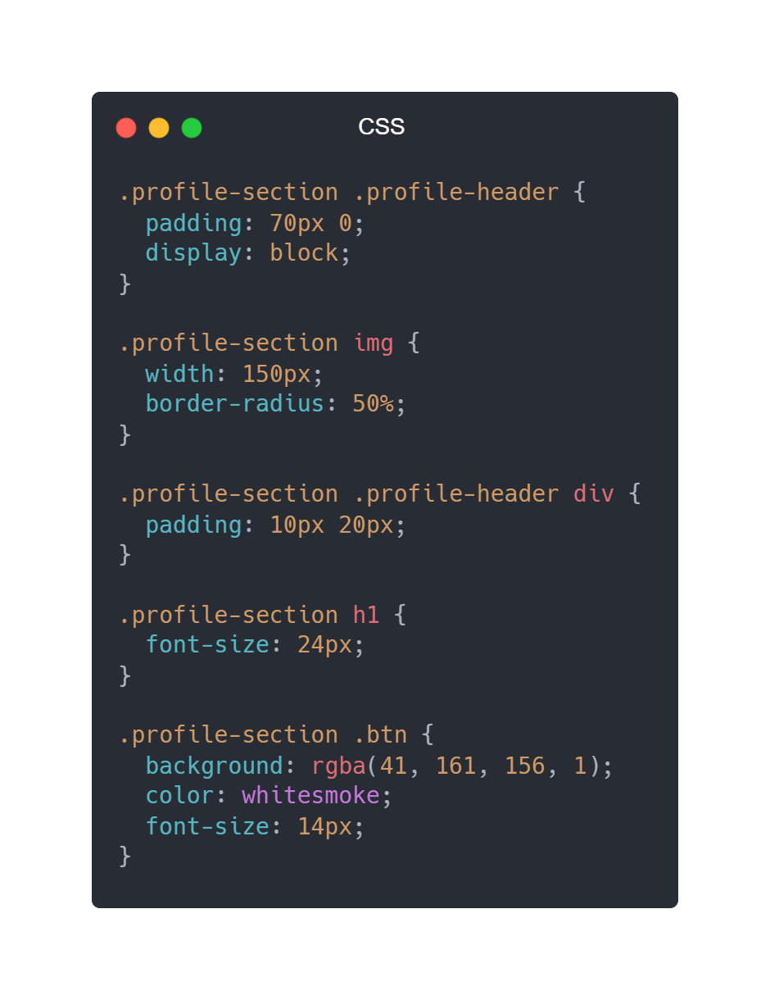 CSS
.profile-section .profile-header {
  padding: 70px 0;
  display: block;
}

.profile-section img {
  width: 150px;
  border-radius: 50%;
}

.profile-section .profile-header div {
  padding: 10px 20px;
}

.profile-section h1 {
  font-size: 24px;
}

.profile-section .btn {
  background: rgba(41, 161, 156, 1);
  color: whitesmoke;
  font-size: 14px;
}